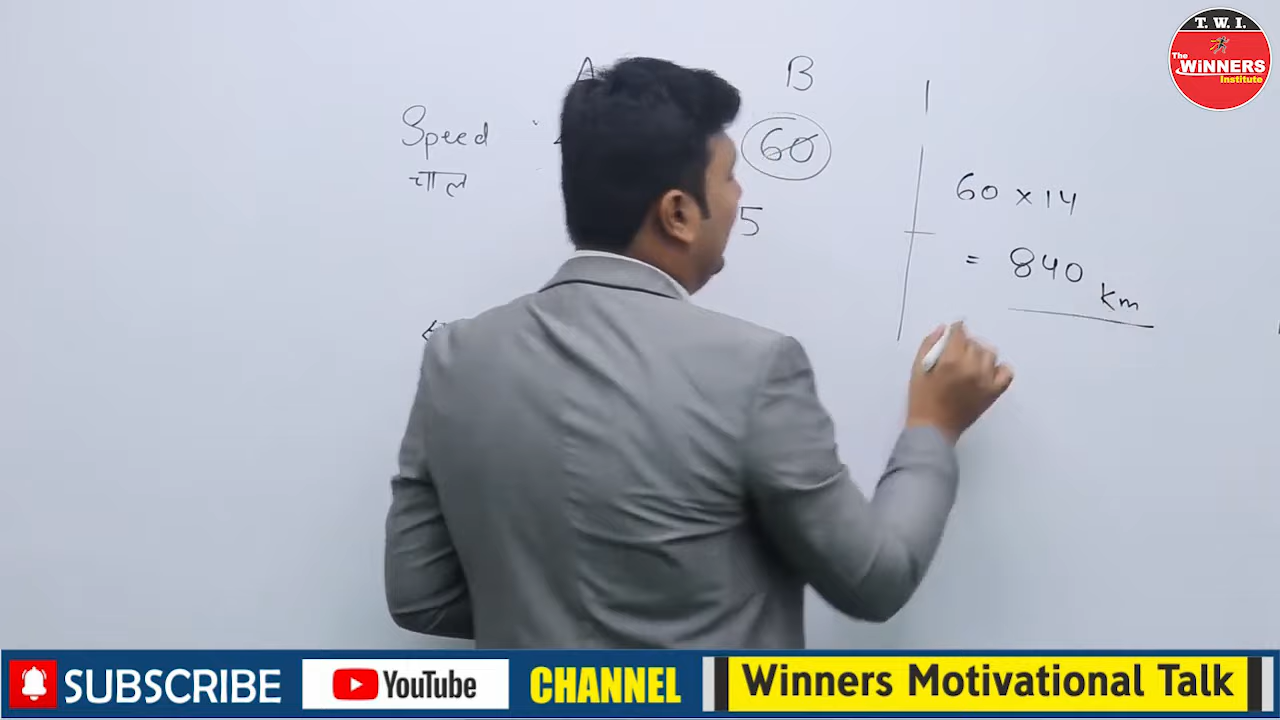 T. W. I.
The
WINNERS
Institute
A B
Speed : 60
चाल
5
60 × 14
= 840 km
SUBSCRIBE YouTube CHANNEL Winners Motivational Talk